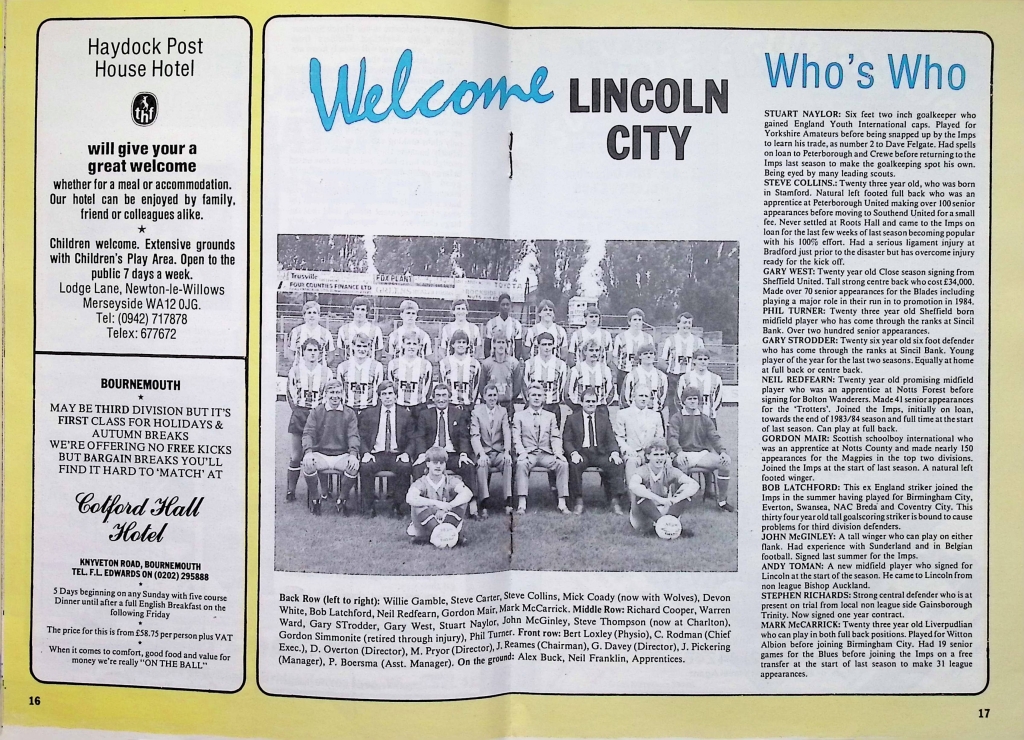 Haydock Post
House Hotel
thf
will give your a
great welcome
whether for a meal or accommodation.
Our hotel can be enjoyed by family,
friend or colleagues alike.
★
Children welcome. Extensive grounds
with Children's Play Area. Open to the
public 7 days a week.
Lodge Lane, Newton-le-Willows
Merseyside WA12 0JG.
Tel: (0942) 717878
Telex: 677672
BOURNEMOUTH
★
MAY BE THIRD DIVISION BUT IT'S
FIRST CLASS FOR HOLIDAYS &
AUTUMN BREAKS
WE'RE OFFERING NO FREE KICKS
BUT BARGAIN BREAKS YOU'LL
FIND IT HARD TO 'MATCH' AT
Cotford Hall
Hotel
KNYVETON ROAD, BOURNEMOUTH
TEL. F.L. EDWARDS ON (0202) 295888
★
5 Days beginning on any Sunday with five course
Dinner until after a full English Breakfast on the
following Friday
★
The price for this is from £58.75 per person plus VAT
★
When it comes to comfort, good food and value for
money we're really "ON THE BALL"
16
Welcome LINCOLN
CITY
Trusville
FOUR COUNTIES FINANCE LTD
FOX PLANT
TOYOTA
F&T
Back Row (left to right): Willie Gamble, Steve Carter, Steve Collins, Mick Coady (now with Wolves), Devon
White, Bob Latchford, Neil Redfearn, Gordon Mair, Mark McCarrick. Middle Row: Richard Cooper, Warren
Ward, Gary STrodder, Gary West, Stuart Naylor, John McGinley, Steve Thompson (now at Charlton),
Gordon Simmonite (retired through injury), Phil Turner. Front row: Bert Loxley (Physio), C. Rodman (Chief
Exec.), D. Overton (Director), M. Pryor (Director), J. Reames (Chairman), G. Davey (Director), J. Pickering
(Manager), P. Boersma (Asst. Manager). On the ground: Alex Buck, Neil Franklin, Apprentices.
Who's Who
STUART NAYLOR: Six feet two inch goalkeeper who
gained England Youth International caps. Played for
Yorkshire Amateurs before being snapped up by the Imps
to learn his trade, as number 2 to Dave Felgate. Had spells
on loan to Peterborough and Crewe before returning to the
Imps last season to make the goalkeeping spot his own.
Being eyed by many leading scouts.
STEVE COLLINS.: Twenty three year old, who was born
in Stamford. Natural left footed full back who was an
apprentice at Peterborough United making over 100 senior
appearances before moving to Southend United for a small
fee. Never settled at Roots Hall and came to the Imps on
loan for the last few weeks of last season becoming popular
with his 100% effort. Had a serious ligament injury at
Bradford just prior to the disaster but has overcome injury
ready for the kick off.
GARY WEST: Twenty year old Close season signing from
Sheffield United. Tall strong centre back who cost £34,000.
Made over 70 senior appearances for the Blades including
playing a major role in their run in to promotion in 1984.
PHIL TURNER: Twenty three year old Sheffield born
midfield player who has come through the ranks at Sincil
Bank. Over two hundred senior appearances.
GARY STRODDER: Twenty six year old six foot defender
who has come through the ranks at Sincil Bank. Young
player of the year for the last two seasons. Equally at home
at full back or centre back.
NEIL REDFEARN: Twenty year old promising midfield
player who was an apprentice at Notts Forest before
signing for Bolton Wanderers. Made 41 senior appearances
for the 'Trotters'. Joined the Imps, initially on loan,
towards the end of 1983/84 season and full time at the start
of last season. Can play at full back.
GORDON MAIR: Scottish schoolboy international who
was an apprentice at Notts County and made nearly 150
appearances for the Magpies in the top two divisions.
Joined the Imps at the start of last season. A natural left
footed winger.
BOB LATCHFORD: This ex England striker joined the
Imps in the summer having played for Birmingham City,
Everton, Swansea, NAC Breda and Coventry City. This
thirty four year old tall goalscoring striker is bound to cause
problems for third division defenders.
JOHN McGINLEY: A tall winger who can play on either
flank. Had experience with Sunderland and in Belgian
football. Signed last summer for the Imps.
ANDY TOMAN: A new midfield player who signed for
Lincoln at the start of the season. He came to Lincoln from
non league Bishop Auckland.
STEPHEN RICHARDS: Strong central defender who is at
present on trial from local non league side Gainsborough
Trinity. Now signed one year contract.
MARK McCARRICK: Twenty three year old Liverpudlian
who can play in both full back positions. Played for Witton
Albion before joining Birmingham City. Had 19 senior
games for the Blues before joining the Imps on a free
transfer at the start of last season to make 31 league
appearances.
17